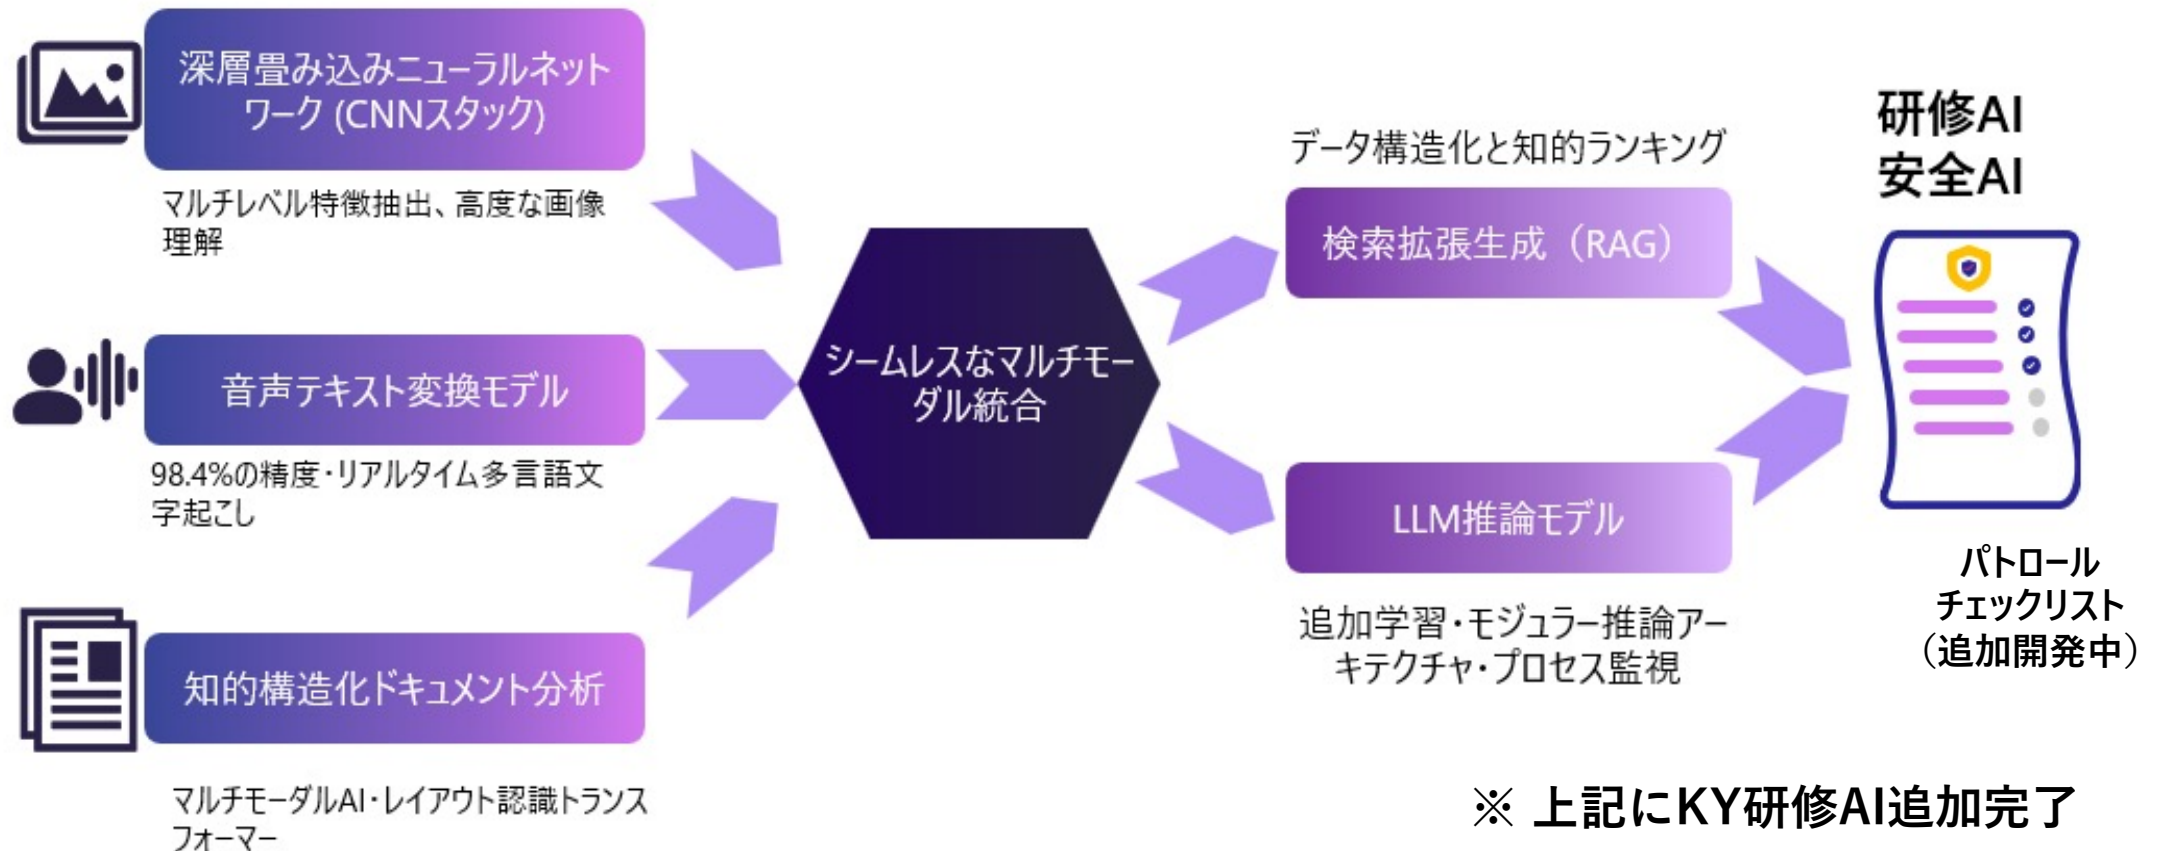 深層畳み込みニューラルネット
ワーク (CNNスタック)
マルチレベル特徴抽出、高度な画像
理解
音声テキスト変換モデル
98.4%の精度・リアルタイム多言語文
字起こし
知的構造化ドキュメント分析
マルチモーダルAI・レイアウト認識トランス
フォーマー
シームレスなマルチモー
ダル統合
データ構造化と知的ランキング
検索拡張生成（RAG）
LLM推論モデル
追加学習・モジュラー推論アー
キテクチャ・プロセス監視
研修AI
安全AI
パトロール
チェックリスト
（追加開発中）
※ 上記にKY研修AI追加完了